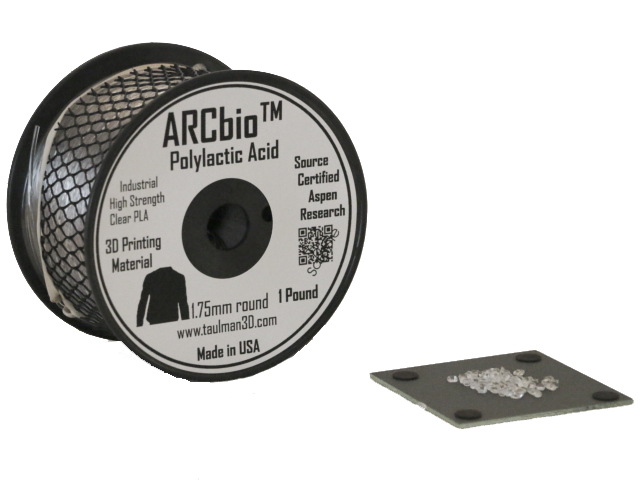 ARCbio™
Polylactic Acid
Industrial
High Strength
Clear PLA
Source
Certified
Aspen
Research
3D Printing
Material
1.75mm round
1 Pound
www.taulman3D.com
Made in USA